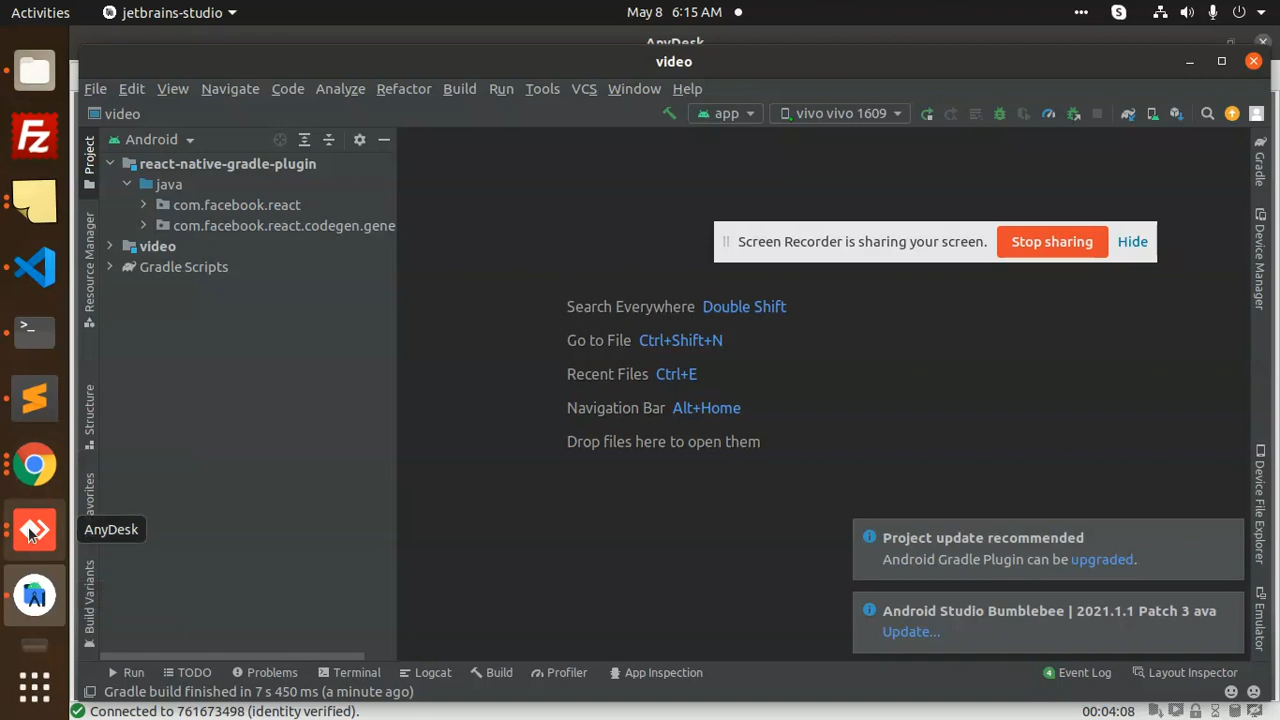 Activities
jetbrains-studio
May 8 6:15 AM
AnyDesk
video
File Edit View Navigate Code Analyze Refactor Build Run Tools VCS Window Help
video
app
vivo vivo 1609
Android
Project
react-native-gradle-plugin
java
com.facebook.react
com.facebook.react.codegen.gene
video
Gradle Scripts
Resource Manager
Structure
Favorites
Build Variants
Gradle
Device Manager
Device File Explorer
Emulator
Screen Recorder is sharing your screen.
Stop sharing
Hide
Search Everywhere Double Shift
Go to File Ctrl+Shift+N
Recent Files Ctrl+E
Navigation Bar Alt+Home
Drop files here to open them
AnyDesk
Project update recommended
Android Gradle Plugin can be upgraded.
Android Studio Bumblebee | 2021.1.1 Patch 3 ava
Update...
Run TODO Problems Terminal Logcat Build Profiler App Inspection
4 Event Log Layout Inspector
Gradle build finished in 7 s 450 ms (a minute ago)
Connected to 761673498 (identity verified).
00:04:08